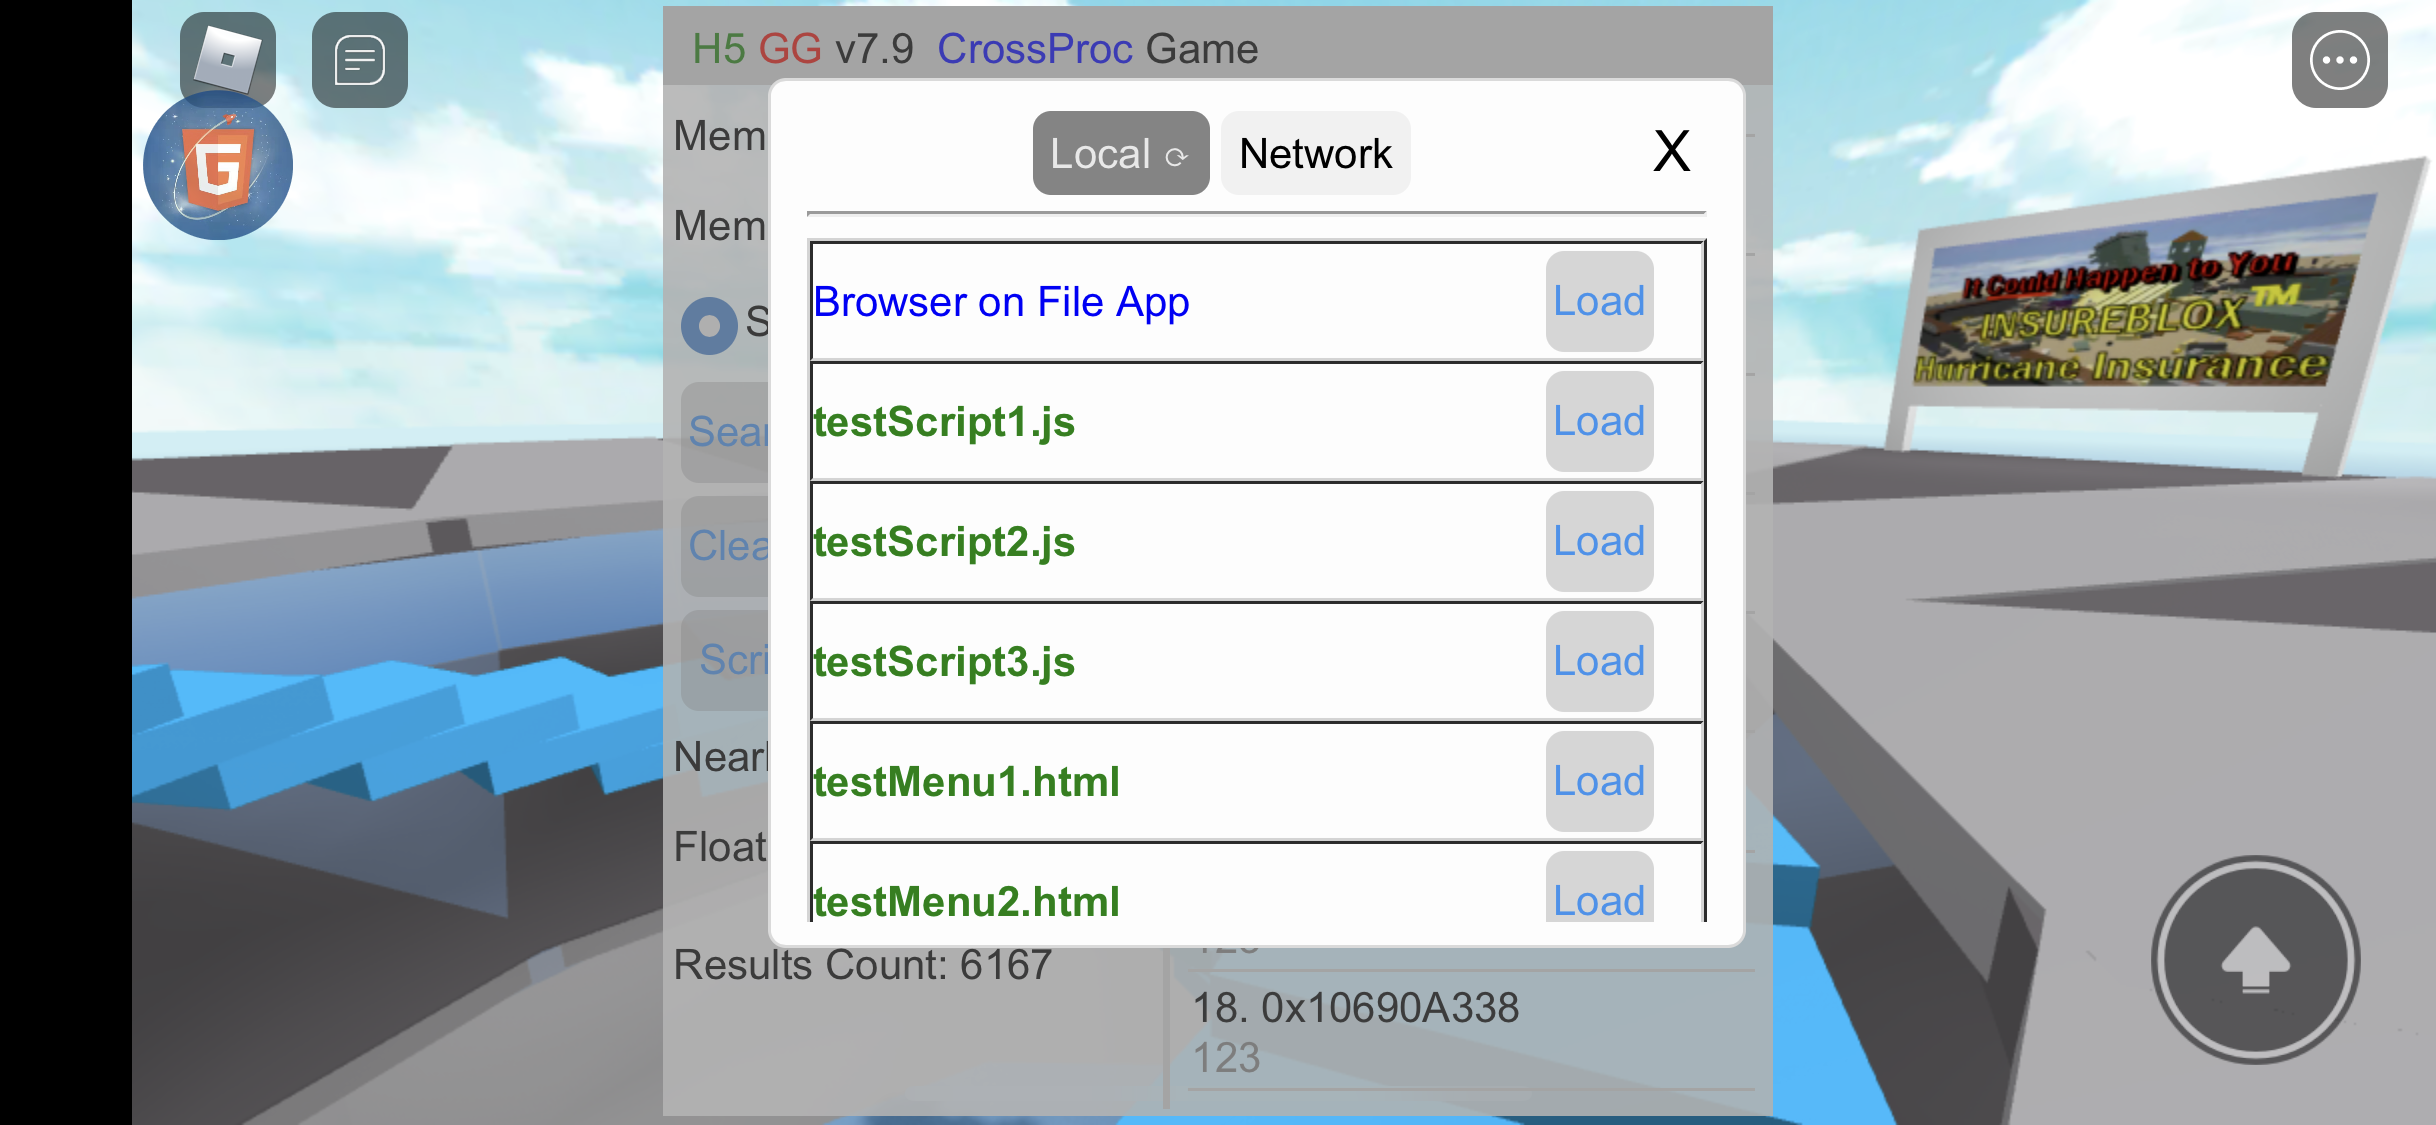 H5 GG v7.9 CrossProc Game
Local ⟳ Network X
Mem
Mem
S
Sear
Clea
Scri
Near
Float
Browser on File App Load
testScript1.js Load
testScript2.js Load
testScript3.js Load
testMenu1.html Load
testMenu2.html Load
Results Count: 6167
18. 0x10690A338
123
It Could Happen to You
INSUREBLOX™
Hurricane Insurance